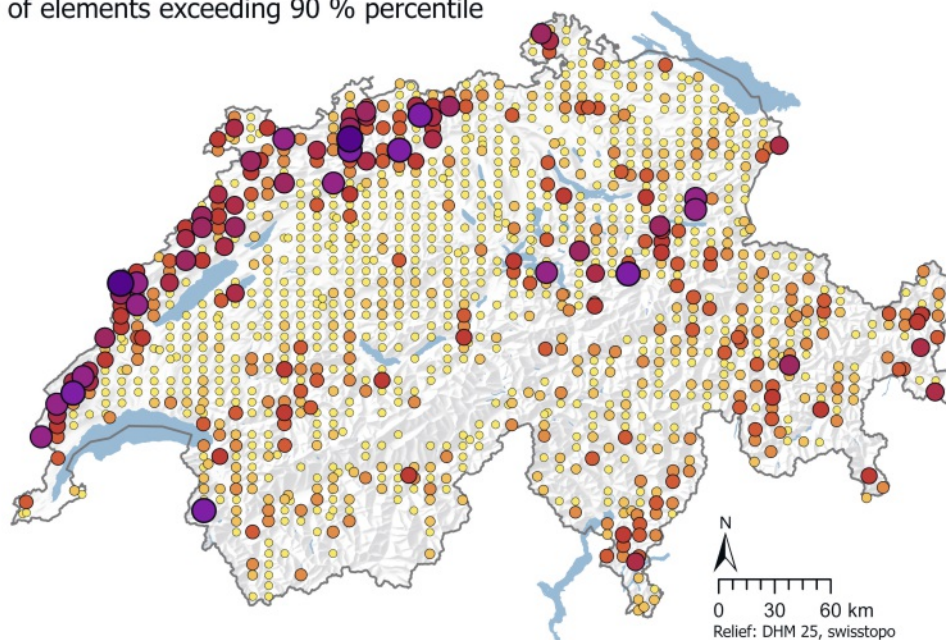 of elements exceeding 90 % percentile
N
0 30 60 km
Relief: DHM 25, swisstopo